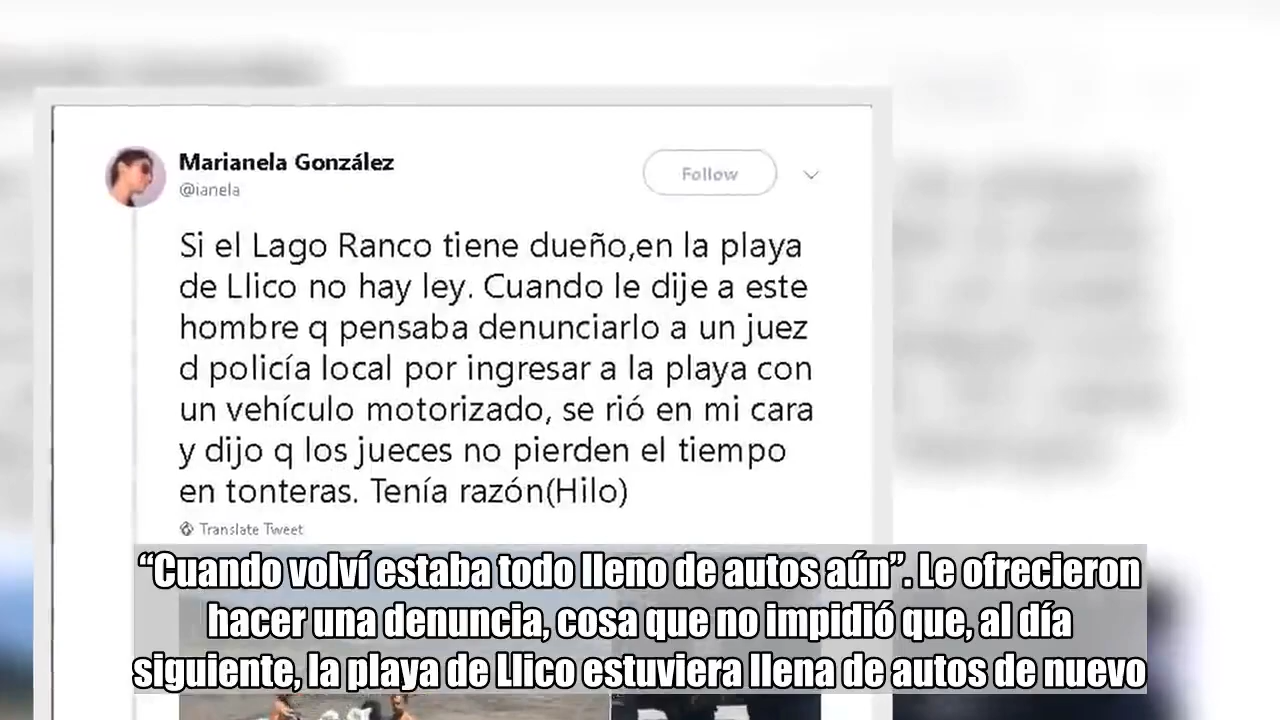 Marianela González
@ianela
Follow
Si el Lago Ranco tiene dueño,en la playa
de Llico no hay ley. Cuando le dije a este
hombre q pensaba denunciarlo a un juez
d policía local por ingresar a la playa con
un vehículo motorizado, se rió en mi cara
y dijo q los jueces no pierden el tiempo
en tonteras. Tenía razón(Hilo)
Translate Tweet
“Cuando volví estaba todo lleno de autos aún”. Le ofrecieron
hacer una denuncia, cosa que no impidió que, al día
siguiente, la playa de Llico estuviera llena de autos de nuevo